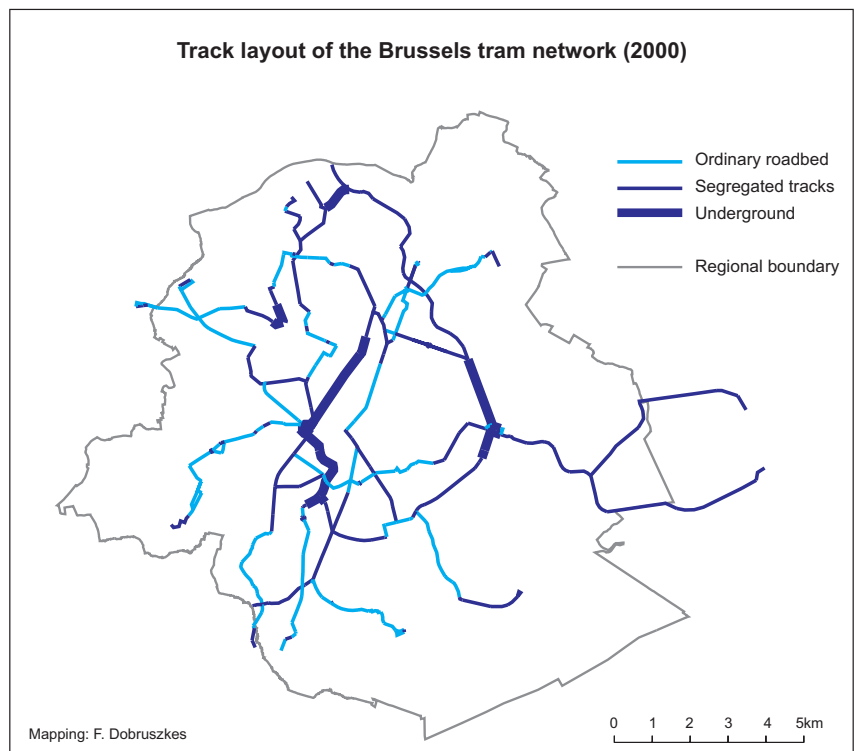 Track layout of the Brussels tram network (2000)
Ordinary roadbed
Segregated tracks
Underground
Regional boundary
Mapping: F. Dobruszkes
0 1 2 3 4 5km